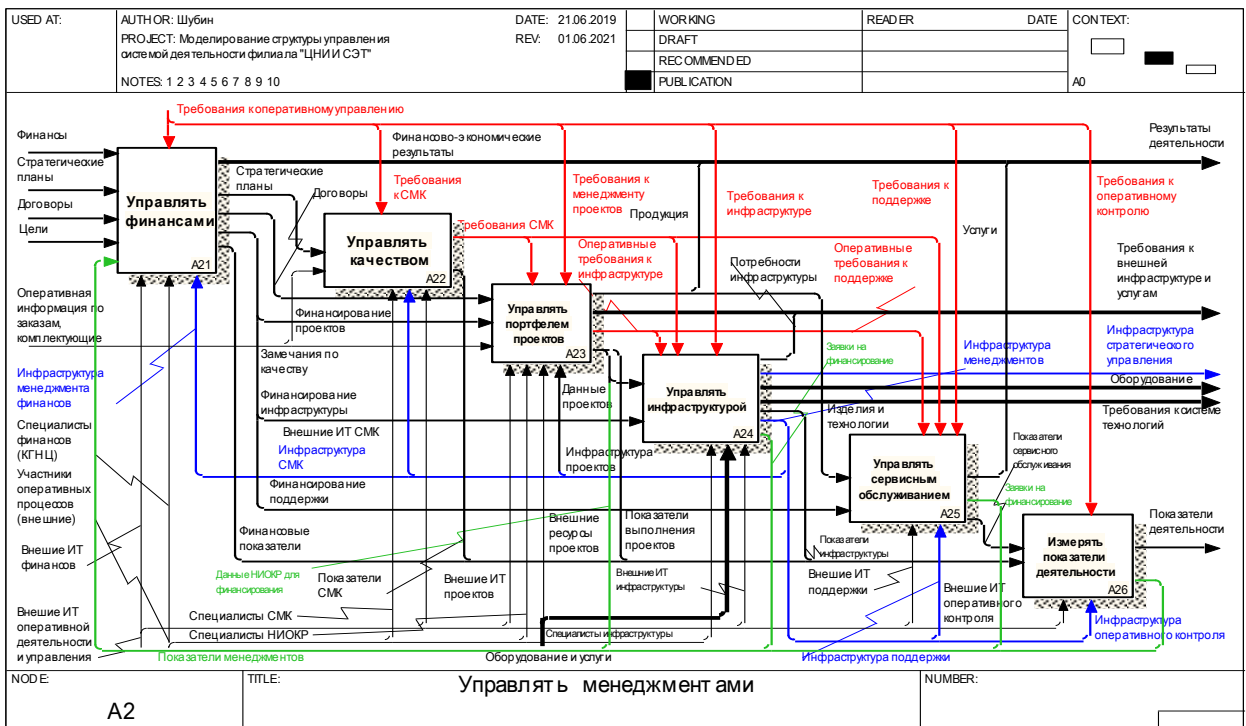 USED AT:
AUTHOR: Шубин
DATE: 21.06.2019
REV: 01.06.2021
PROJECT: Моделирование структуры управления
системой деятельности филиала "ЦНИИ СЭТ"
NOTES: 1 2 3 4 5 6 7 8 9 10
WORKING
DRAFT
RECOMMENDED
PUBLICATION
READER
DATE
CONTEXT:
A0
Требования к оперативному управлению
Финансы
Стратегические
планы
Договоры
Цели
Управлять
финансами
A21
Стратегические
планы
Договоры
Финансово-экономические
результаты
Требования
к СМК
Требования к
менеджменту
проектов
Продукция
Требования к
инфраструктуре
Требования к
поддержке
Услуги
Требования к
оперативному
контролю
Результаты
деятельности
Управлять
качеством
A22
Требования СМК
Оперативные
требования к
инфраструктуре
Потребности
инфраструктуры
Оперативные
требования к
поддержке
Требования к
внешней
инфраструктуре и
услугам
Оперативная
информация по
заказам,
комплектующие
Финансирование
проектов
Управлять
портфелем
проектов
A23
Замечания по
качеству
Заявки на
финансирование
Инфраструктура
менеджментов
Инфраструктура
стратегического
управления
Оборудование
Требования к системе
технологий
Инфраструктура
менеджмента
финансов
Финансирование
инфраструктуры
Данные
проектов
Управлять
инфраструктурой
A24
Изделия и
технологии
Специалисты
финансов
(КГНЦ)
Внешние ИТ СМК
Инфраструктура
СМК
Инфраструктура
проектов
Управлять
сервисным
обслуживанием
A25
Показатели
сервисного
обслуживания
Заявки на
финансирование
Участники
оперативных
процессов
(внешние)
Финансирование
поддержки
Финансовые
показатели
Внешние
ресурсы
проектов
Показатели
выполнения
проектов
Показатели
инфраструктуры
Измерять
показатели
деятельности
A26
Показатели
деятельности
Внешние ИТ
финансов
Данные НИОКР для
финансирования
Показатели
СМК
Внешние ИТ
проектов
Внешние ИТ
инфраструктуры
Внешние ИТ
поддержки
Внешние ИТ
оперативного
контроля
Внешние ИТ
оперативной
деятельности
и управления
Специалисты СМК
Специалисты НИОКР
Специалисты инфраструктуры
Инфраструктура
оперативного контроля
Показатели менеджментов
Оборудование и услуги
Инфраструктура поддержки
NODE:
A2
TITLE:
Управлять менеджментами
NUMBER: